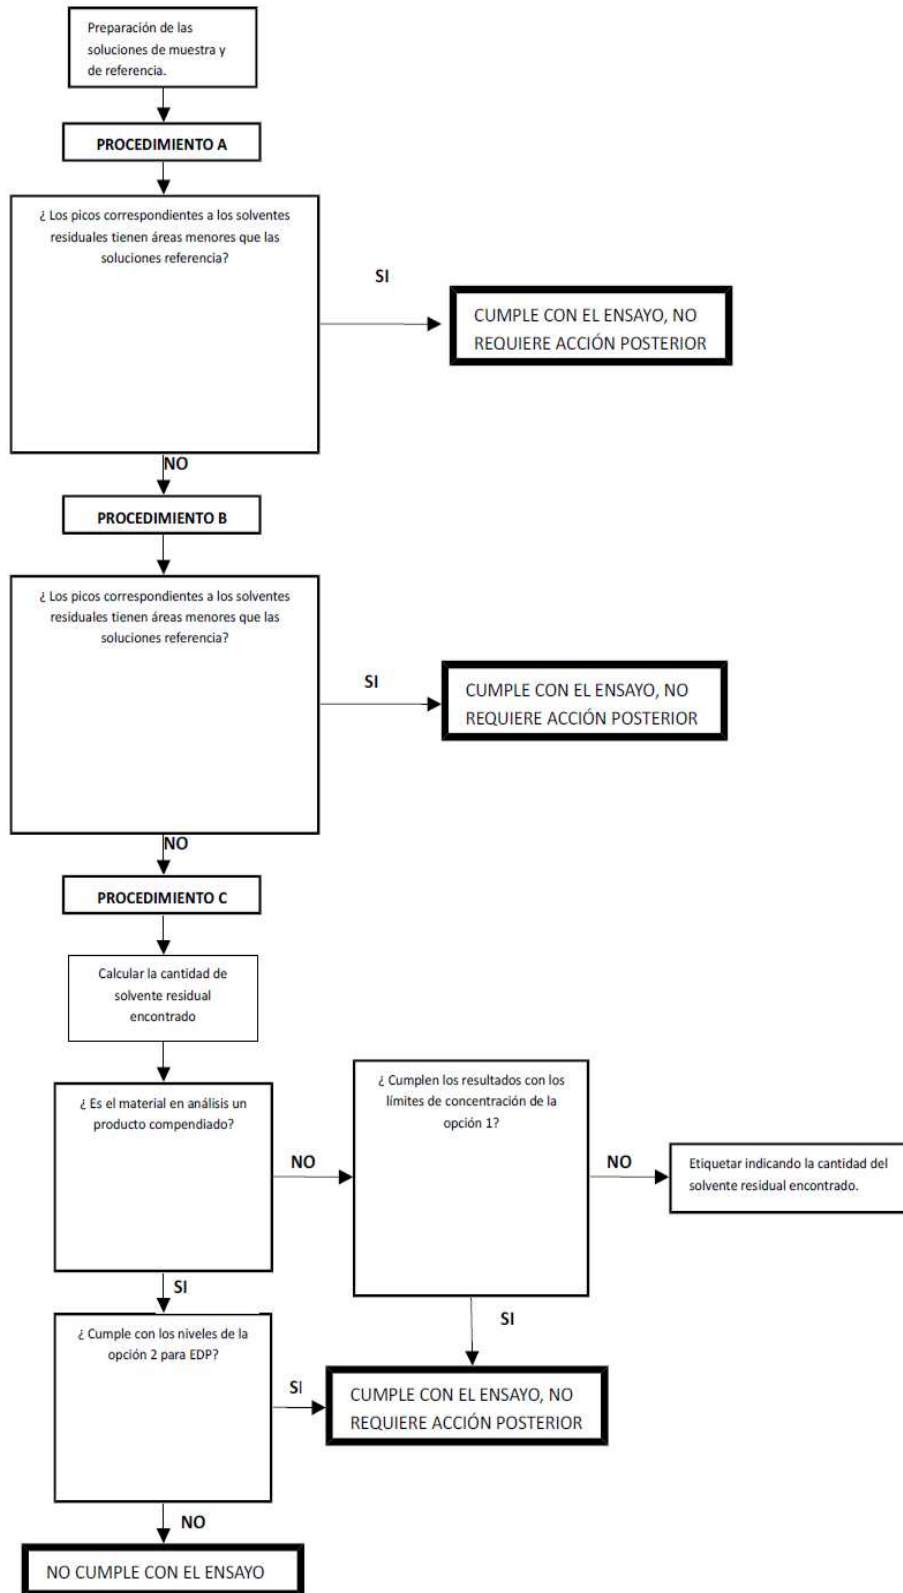 Preparación de las
soluciones de muestra y
de referencia.
PROCEDIMIENTO A
¿ Los picos correspondientes a los solventes
residuales tienen áreas menores que las
soluciones referencia?
SI
CUMPLE CON EL ENSAYO, NO
REQUIERE ACCIÓN POSTERIOR
NO
PROCEDIMIENTO B
¿ Los picos correspondientes a los solventes
residuales tienen áreas menores que las
soluciones referencia?
SI
CUMPLE CON EL ENSAYO, NO
REQUIERE ACCIÓN POSTERIOR
NO
PROCEDIMIENTO C
Calcular la cantidad de
solvente residual
encontrado
¿ Es el material en análisis un
producto compendiado?
NO
¿ Cumplen los resultados con los
límites de concentración de la
opción 1?
NO
Etiquetar indicando la cantidad del
solvente residual encontrado.
SI
SI
¿ Cumple con los niveles de la
opción 2 para EDP?
SI
CUMPLE CON EL ENSAYO, NO
REQUIERE ACCIÓN POSTERIOR
NO
NO CUMPLE CON EL ENSAYO